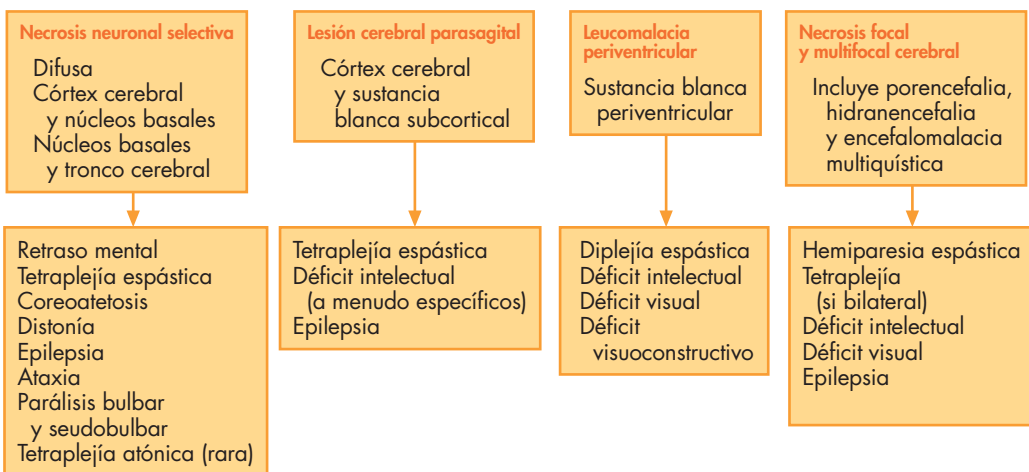 Necrosis neuronal selectiva
Difusa
Córtex cerebral
y núcleos basales
Núcleos basales
y tronco cerebral
Retraso mental
Tetraplejía espástica
Coreoatetosis
Distonía
Epilepsia
Ataxia
Parálisis bulbar
y seudobulbar
Tetraplejía atónica (rara)
Lesión cerebral parasagital
Córtex cerebral
y sustancia
blanca subcortical
Tetraplejía espástica
Déficit intelectual
(a menudo específicos)
Epilepsia
Leucomalacia
periventricular
Sustancia blanca
periventricular
Diplejía espástica
Déficit intelectual
Déficit visual
Déficit
visuoconstructivo
Necrosis focal
y multifocal cerebral
Incluye porencefalia,
hidranencefalia
y encefalomalacia
multiquística
Hemiparesia espástica
Tetraplejía
(si bilateral)
Déficit intelectual
Déficit visual
Epilepsia